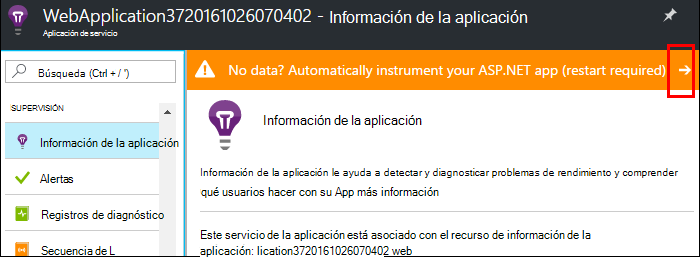 WebApplication3720161026070402 - Información de la aplicación
Aplicación de servicio
Búsqueda (Ctrl + /')
SUPERVISIÓN
Información de la aplicación
Alertas
Registros de diagnóstico
Secuencia de L
No data? Automatically instrument your ASP.NET app (restart required)
Información de la aplicación
Información de la aplicación le ayuda a detectar y diagnosticar problemas de rendimiento y comprender
qué usuarios hacer con su App más información
Este servicio de la aplicación está asociado con el recurso de información de la
aplicación: lication3720161026070402 web